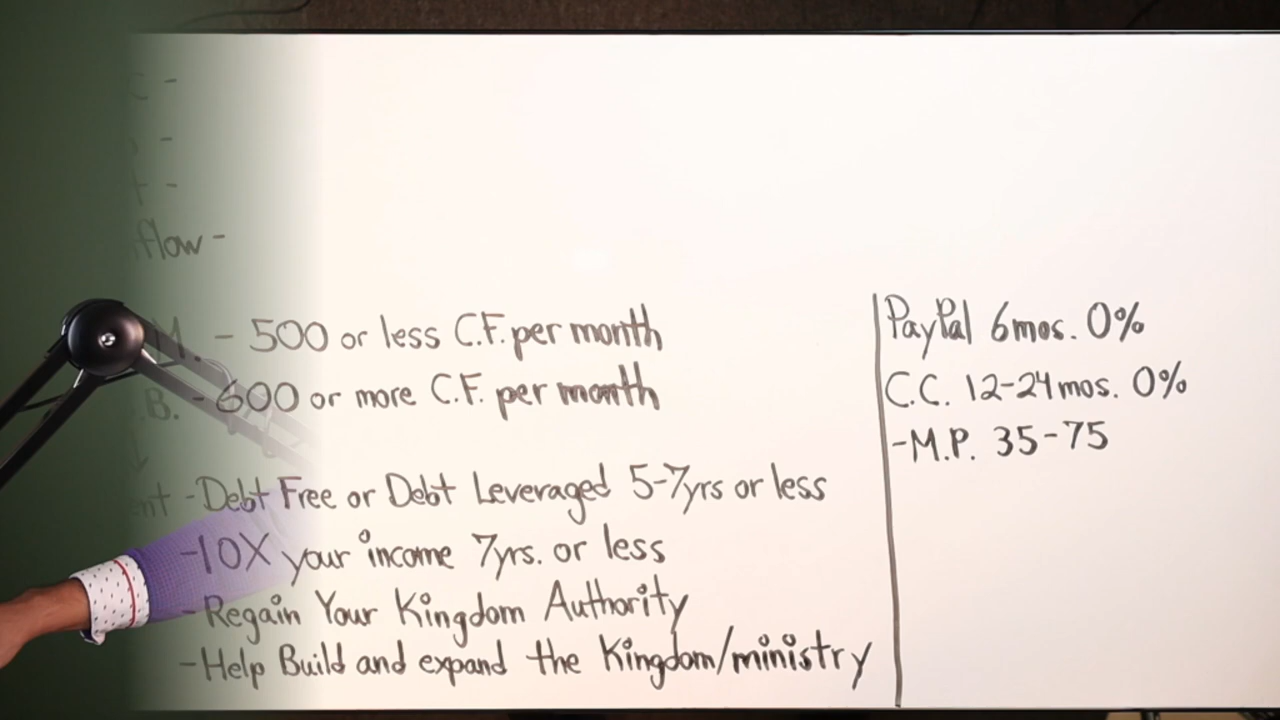 flow -
M. - 500 or less C.F. per month
B. - 600 or more C.F. per month
- Debt Free or Debt Leveraged 5-7yrs or less
-10X your income 7yrs. or less
- Regain Your Kingdom Authority
- Help Build and expand the Kingdom/ministry
PayPal 6mos. 0%
C.C. 12-24mos. 0%
-M.P. 35-75